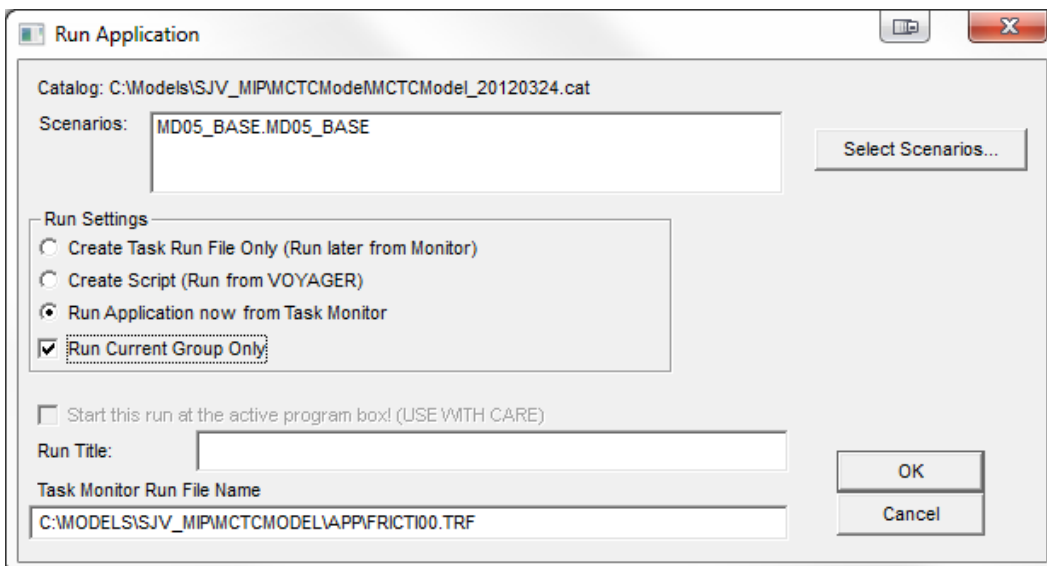 Run Application
Catalog: C:\Models\SJV_MIP\MCTCModel\MCTCModel_20120324.cat
Scenarios:
MD05_BASE.MD05_BASE
Select Scenarios...
Run Settings
Create Task Run File Only (Run later from Monitor)
Create Script (Run from VOYAGER)
Run Application now from Task Monitor
Run Current Group Only
Start this run at the active program box! (USE WITH CARE)
Run Title:
OK
Task Monitor Run File Name
Cancel
C:\MODELS\SJV_MIP\MCTCMODEL\APP\FRICTI00.TRF